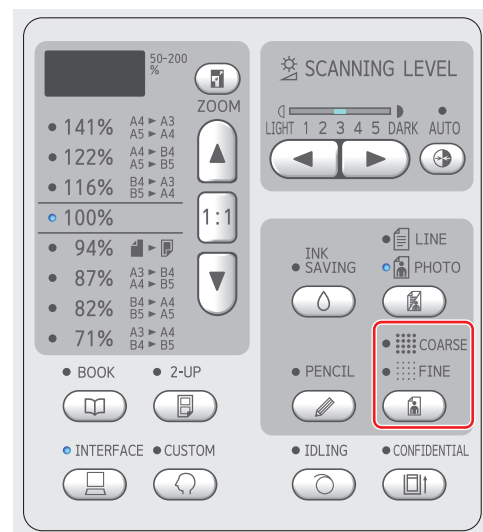 50-200
%
ZOOM
141% A4 ► A3
A5 ► A4
122% A4 ► B4
A5 ► B5
116% B4 ► A3
B5 ► A4
100%
94%
87% A3 ► B4
A4 ► B5
82% B4 ► A4
B5 ► A5
71% A3 ► A4
B4 ► B5
1:1
BOOK
2-UP
INTERFACE
CUSTOM
SCANNING LEVEL
LIGHT 1 2 3 4 5 DARK AUTO
INK
SAVING
LINE
PHOTO
PENCIL
COARSE
FINE
IDLING
CONFIDENTIAL